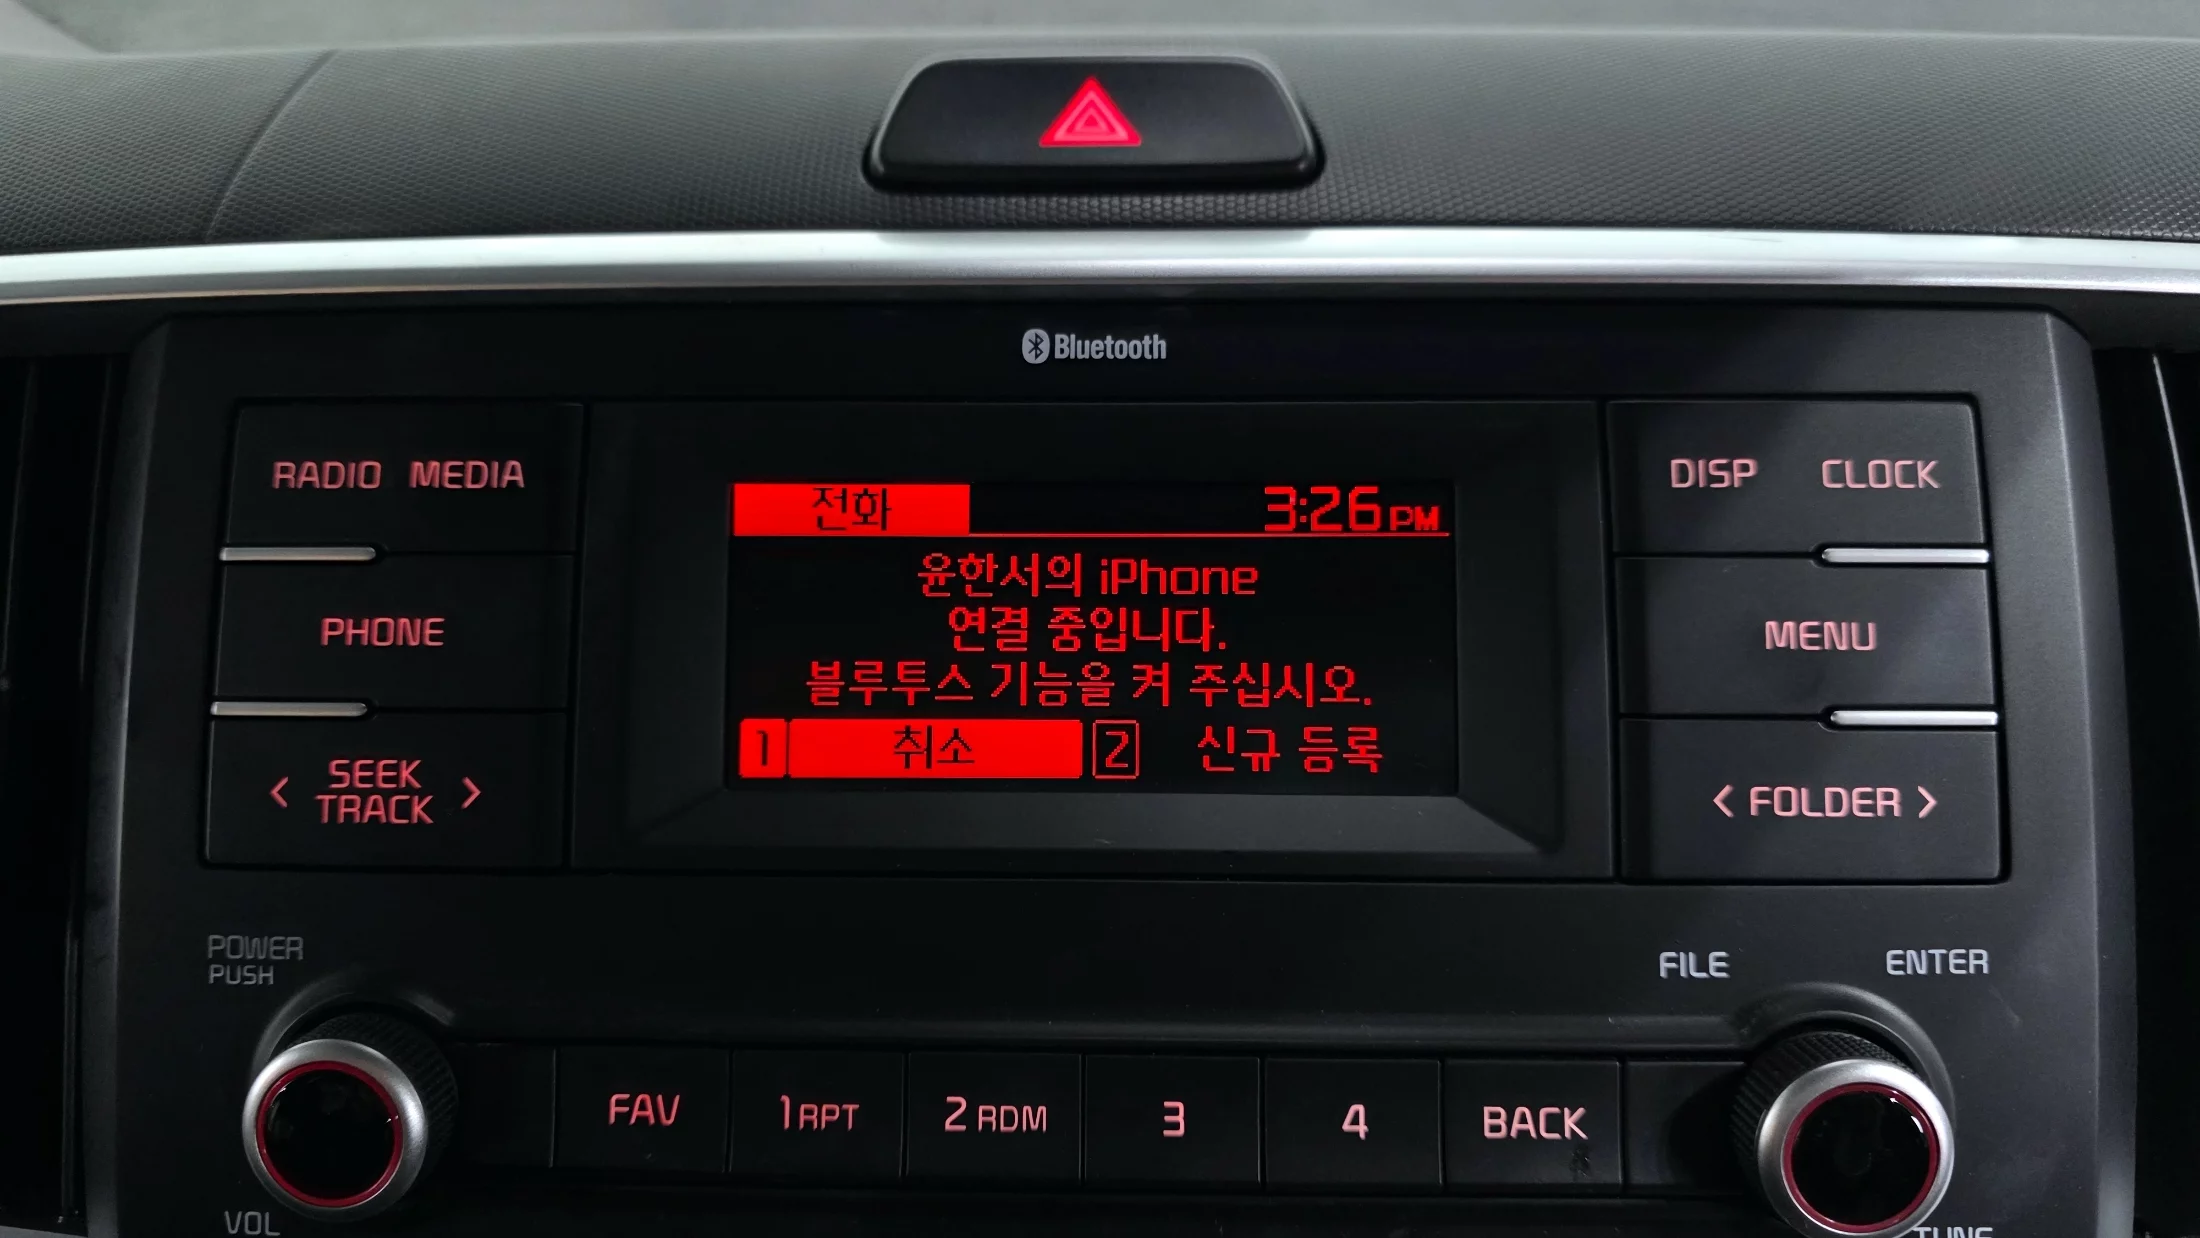 Bluetooth
RADIO MEDIA
DISP CLOCK
전화 3:26 PM
윤한서의 iPhone
연결 중입니다.
블루투스 기능을 켜 주십시오.
1 취소 2 신규 등록
PHONE
MENU
< SEEK TRACK >
< FOLDER >
POWER
PUSH
FILE
ENTER
FAV
1 RPT
2 RDM
3
4
BACK
VOL
TUNE